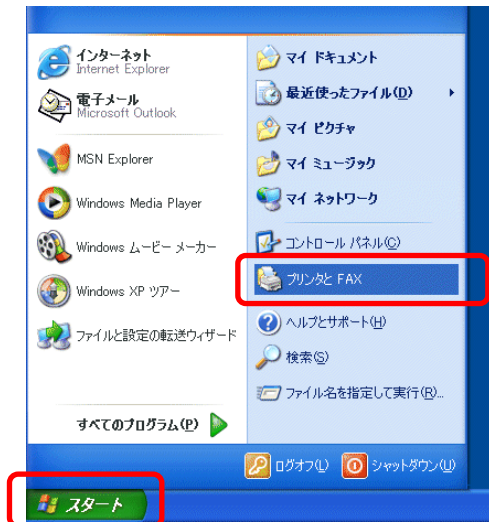 インターネット
Internet Explorer
電子メール
Microsoft Outlook
MSN Explorer
Windows Media Player
Windows ムービー メーカー
Windows XP ツアー
ファイルと設定の転送ウィザード
すべてのプログラム(P)
マイ ドキュメント
最近使ったファイル(D)
マイ ピクチャ
マイ ミュージック
マイ ネットワーク
コントロール パネル(C)
プリンタと FAX
ヘルプとサポート(H)
検索(S)
ファイル名を指定して実行(R)...
ログオフ(L)
シャットダウン(U)
スタート